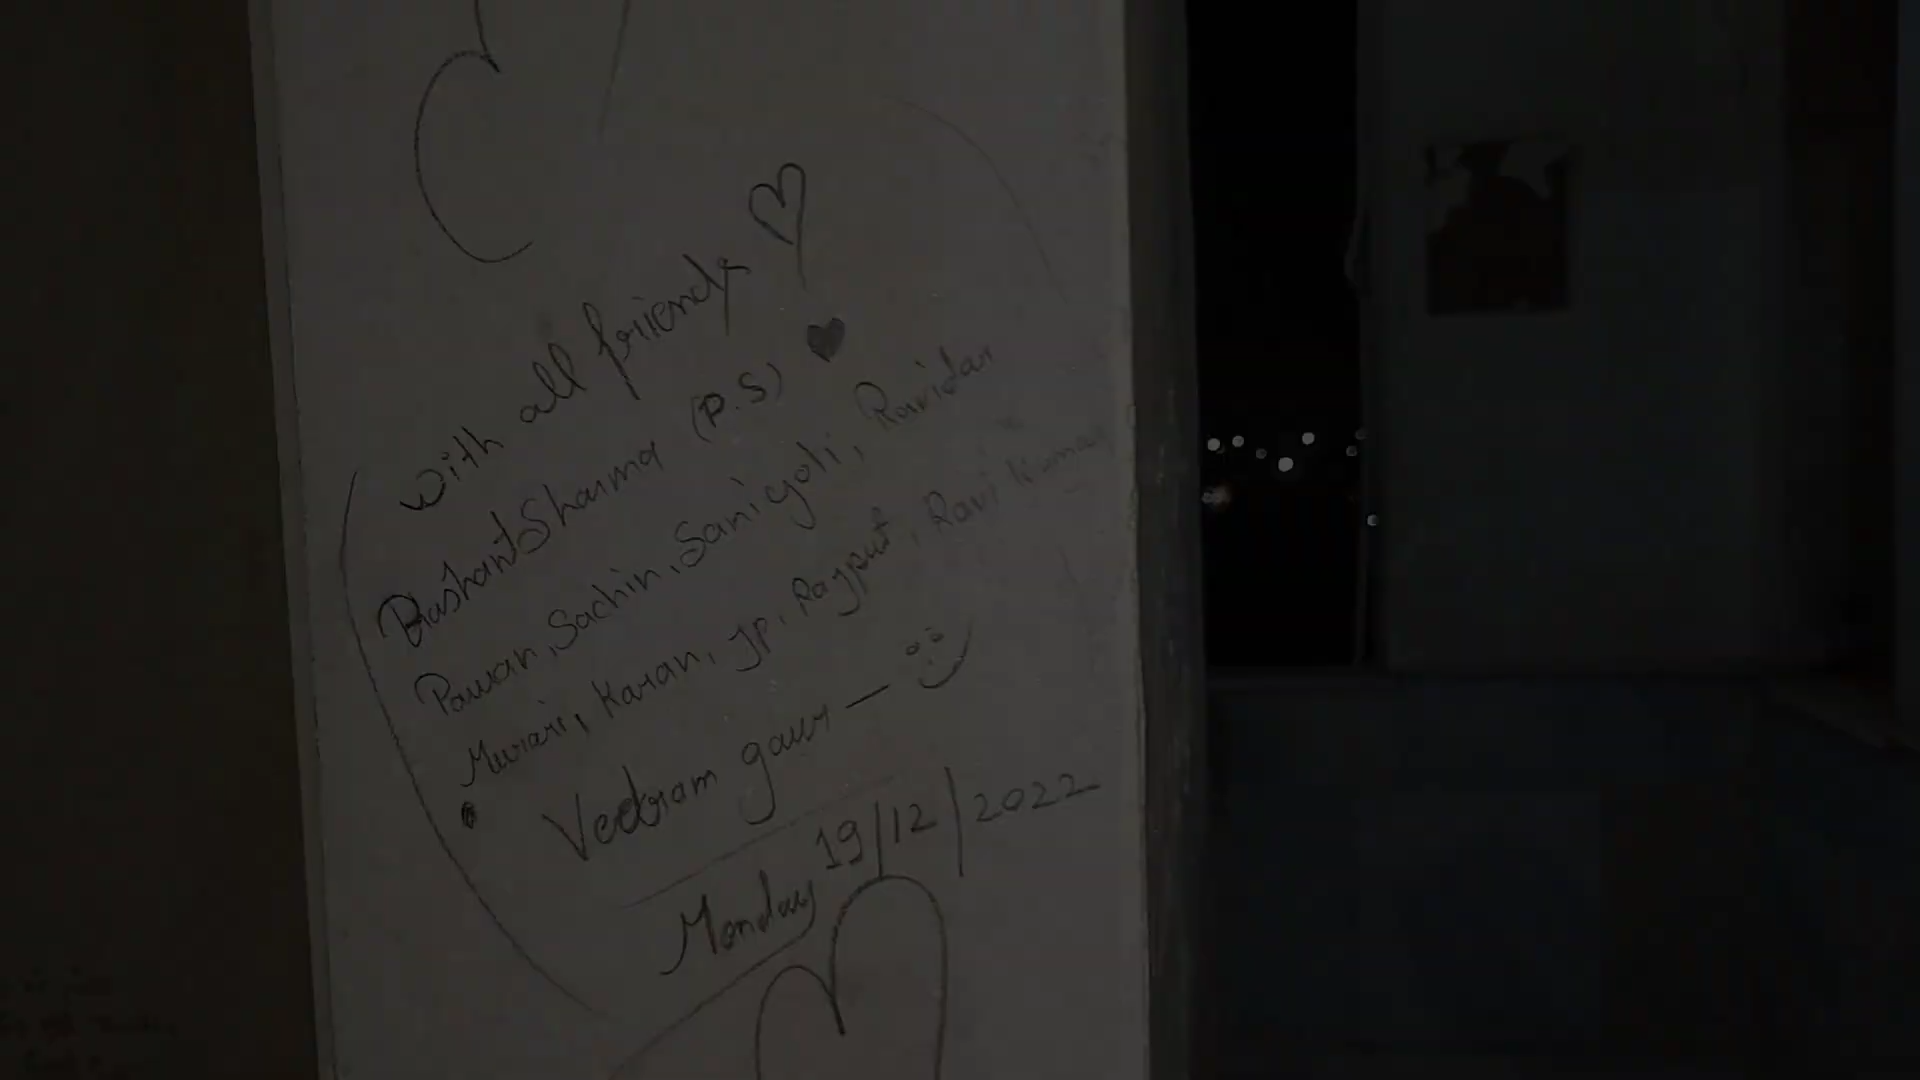 with all friends
Prashant Sharma (P.S)
Pawan, Sachin, Saniyoli, Ravidar
Murari, Karan, JP, Rajput, Ravi Kumar
Vedram gaur —
Monday 19/12/2022